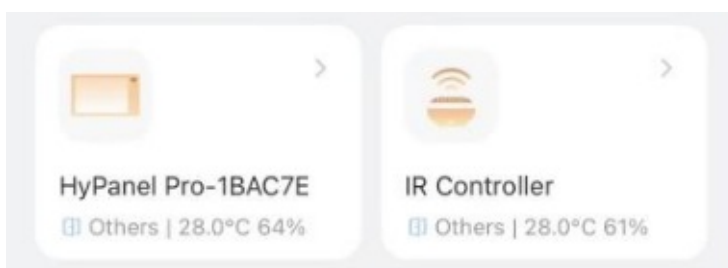 HyPanel Pro-1BAC7E
Others | 28.0°C 64%
IR Controller
Others | 28.0°C 61%